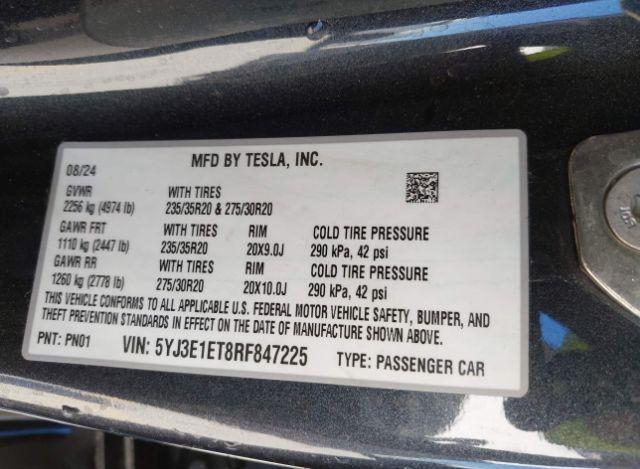 MFD BY TESLA, INC.
08/24
GVWR WITH TIRES
2256 kg (4974 lb) 235/35R20 & 275/30R20
GAWR FRT WITH TIRES RIM COLD TIRE PRESSURE
1110 kg (2447 lb) 235/35R20 20X9.0J 290 kPa, 42 psi
GAWR RR WITH TIRES RIM COLD TIRE PRESSURE
1260 kg (2778 lb) 275/30R20 20X10.0J 290 kPa, 42 psi
THIS VEHICLE CONFORMS TO ALL APPLICABLE U.S. FEDERAL MOTOR VEHICLE SAFETY, BUMPER, AND
THEFT PREVENTION STANDARDS IN EFFECT ON THE DATE OF MANUFACTURE SHOWN ABOVE.
PNT: PN01 VIN: 5YJ3E1ET8RF847225 TYPE: PASSENGER CAR